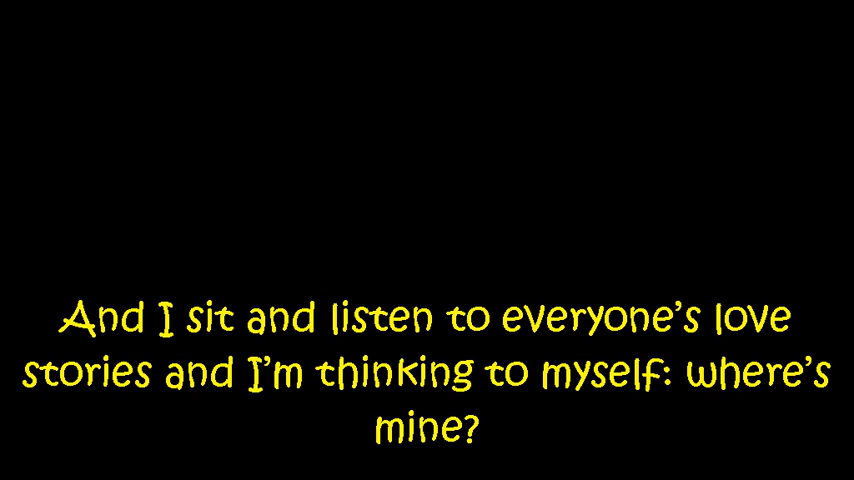 And I sit and listen to everyone’s love
stories and I’m thinking to myself: where’s
mine?